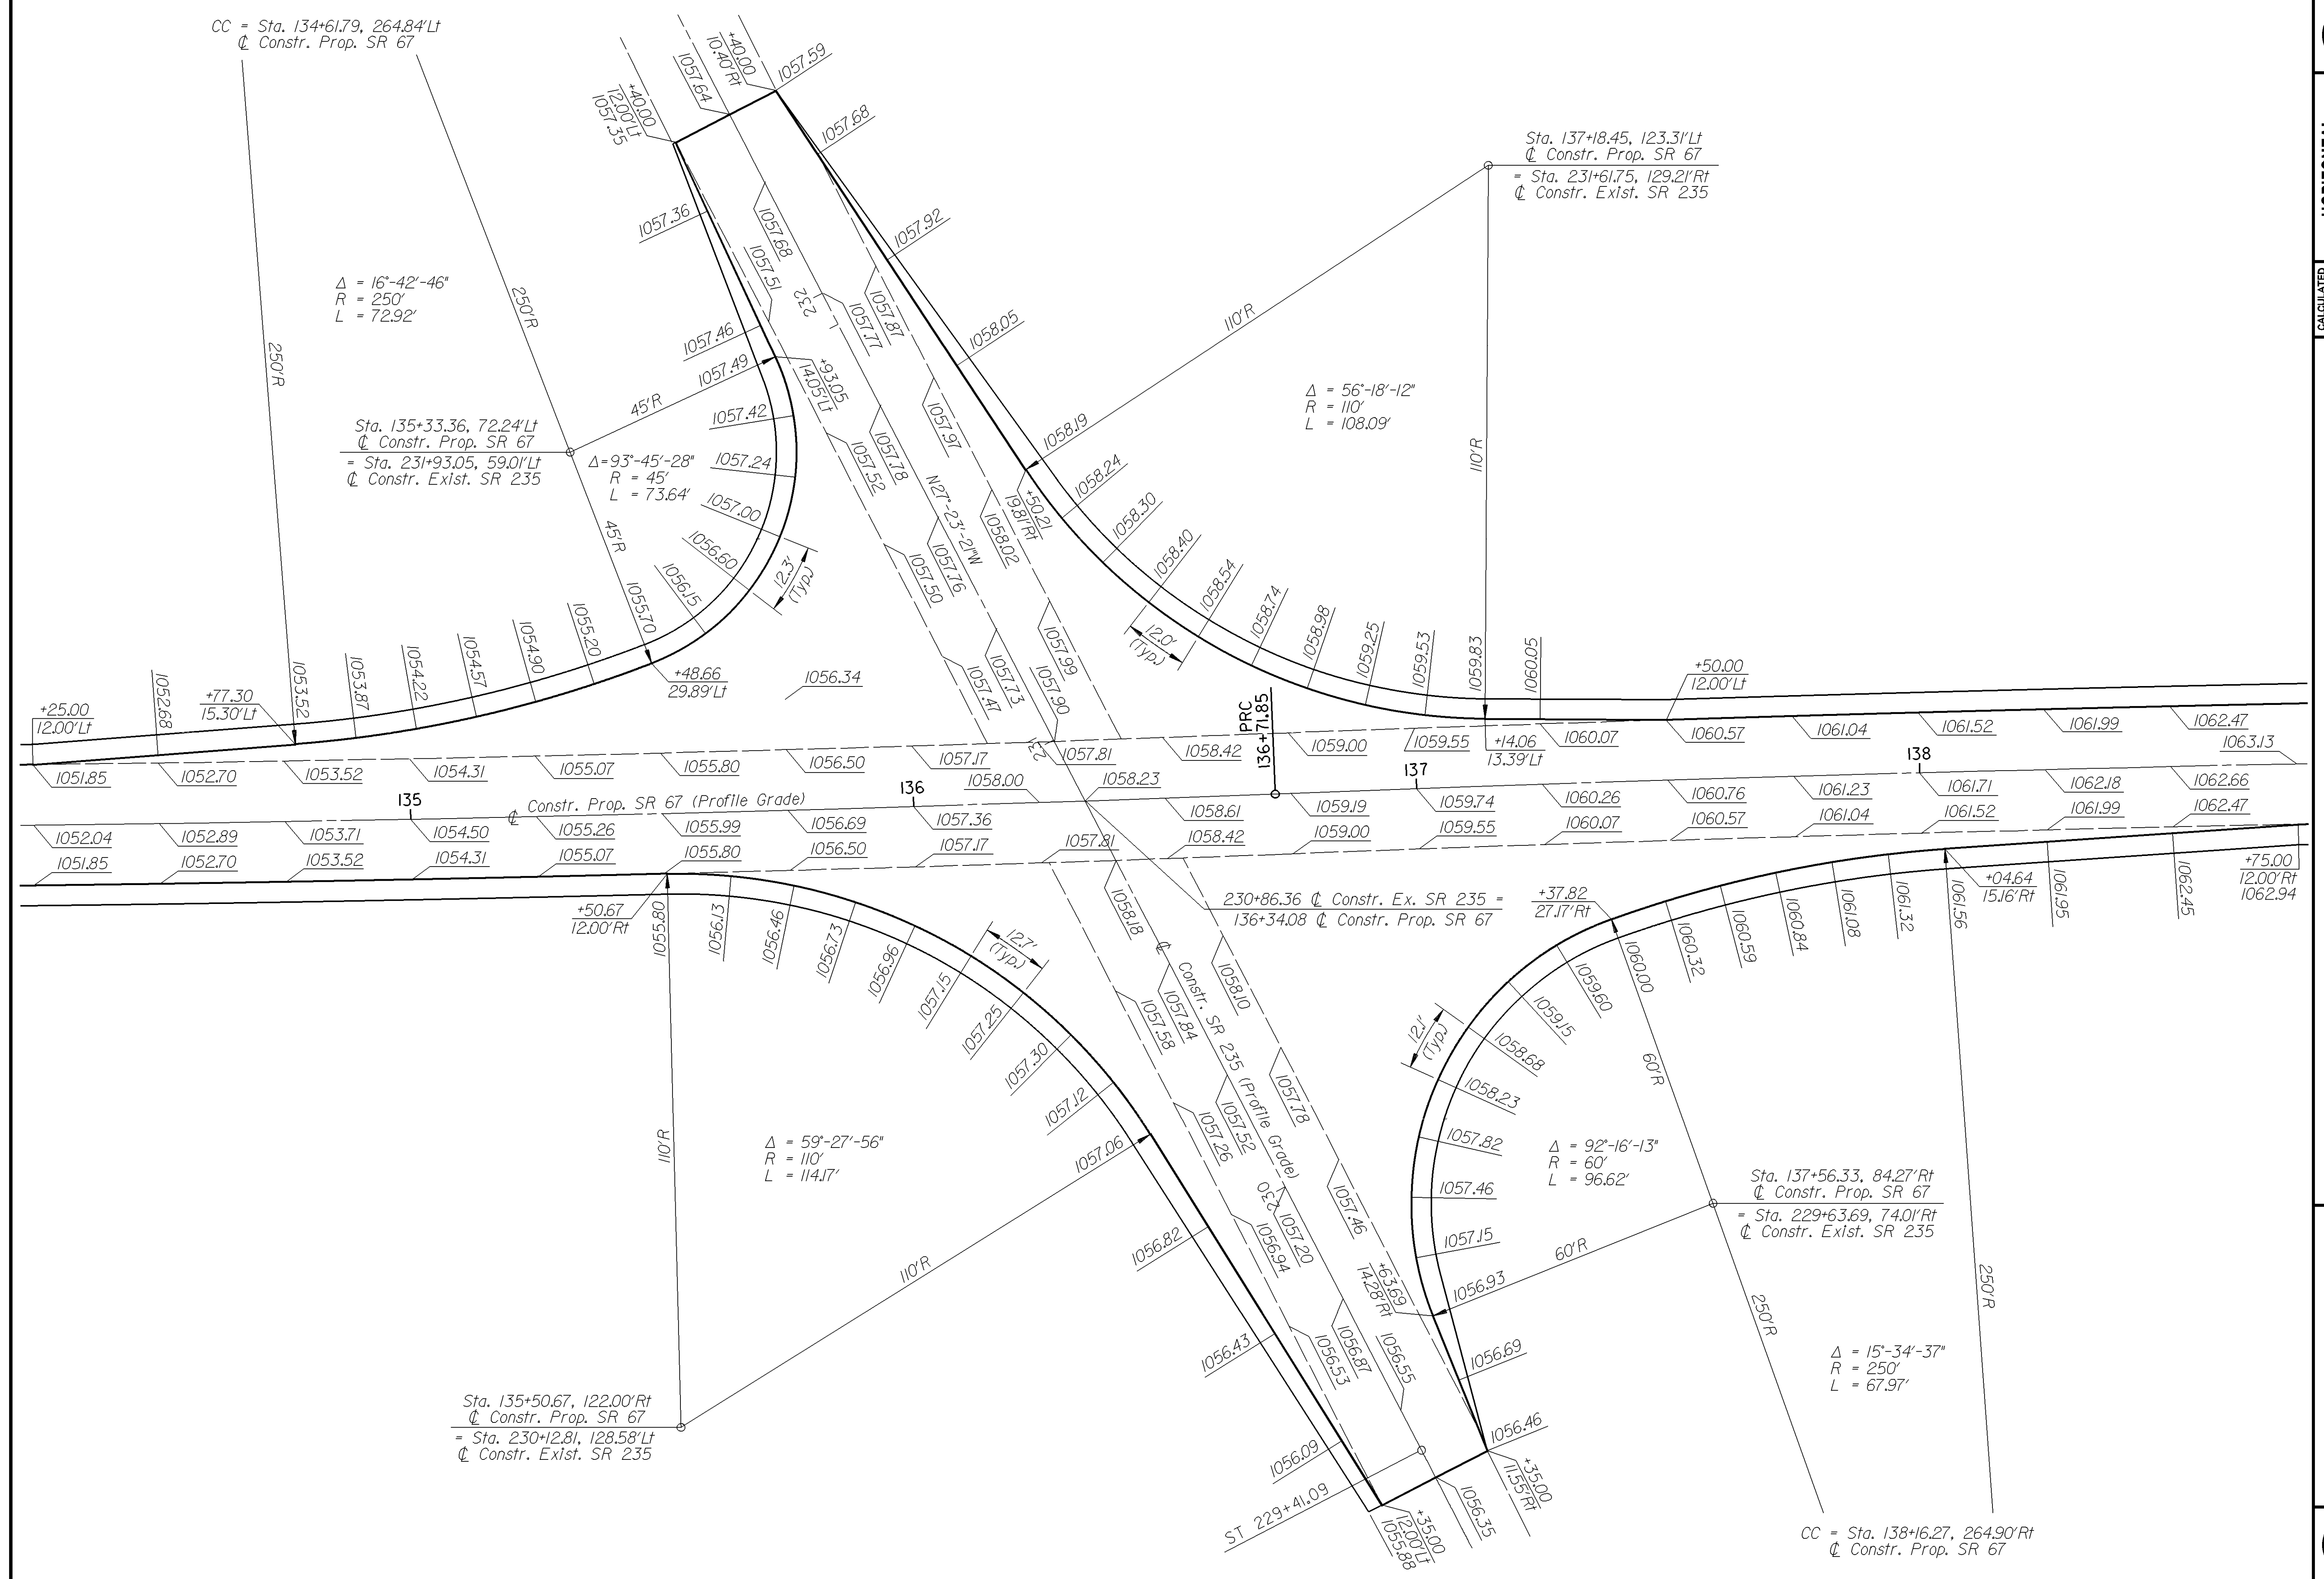 CC = Sta. 134+61.79, 264.84'Lt
℄ Constr. Prop. SR 67
+40.00
12.00'Lt
1057.35
1057.64
+40.00
10.40'Rt
1057.59
1057.68
1057.92
1058.05
1058.19
1058.24
1058.30
1058.40
1058.54
1058.74
1058.98
1059.25
1059.53
1059.83
1060.05
Sta. 137+18.45, 123.31'Lt
℄ Constr. Prop. SR 67
= Sta. 231+61.75, 129.21'Rt
℄ Constr. Exist. SR 235
110'R
110'R
Δ = 56°-18'-12"
R = 110'
L = 108.09'
12.0'
(Typ.)
+50.21
19.81'Rt
+50.00
12.00'Lt
+14.06
13.39'Lt
CALCULATED
250'R
250'R
Δ = 16°-42'-46"
R = 250'
L = 72.92'
Sta. 135+33.36, 72.24'Lt
℄ Constr. Prop. SR 67
= Sta. 231+93.05, 59.01'Lt
℄ Constr. Exist. SR 235
Δ=93°-45'-28"
R = 45'
L = 73.64'
45'R
45'R
1057.36
1057.46
1057.49
1057.42
1057.24
1057.00
1056.60
1056.15
1055.70
1055.20
1054.90
1054.57
1054.22
1053.87
1053.52
1052.68
12.3'
(Typ.)
+93.05
14.05'Lt
+25.00
12.00'Lt
+77.30
15.30'Lt
+48.66
29.89'Lt
1056.34
1057.51
1057.68
232
1057.77
1057.87
1057.52
1057.78
1057.97
N27°-23'-21"W
1057.50
1057.76
1058.02
1057.47
1057.73
1057.99
1057.90
231
PRC
136+71.85
1051.85
1052.70
1053.52
1054.31
1055.07
1055.80
1056.50
1057.17
1057.81
1058.42
1059.00
1059.55
1060.07
1060.57
1061.04
1061.52
1061.99
1062.47
1063.13
135
℄ Constr. Prop. SR 67 (Profile Grade)
136
1058.00
1058.23
137
138
1052.04
1052.89
1053.71
1054.50
1055.26
1055.99
1056.69
1057.36
1058.61
1059.19
1059.74
1060.26
1060.76
1061.23
1061.71
1062.18
1062.66
1051.85
1052.70
1053.52
1054.31
1055.07
1055.80
1056.50
1057.17
1057.81
1058.42
1059.00
1059.55
1060.07
1060.57
1061.04
1061.52
1061.99
1062.47
+50.67
12.00'Rt
1055.80
1056.13
1056.46
1056.73
1056.96
1057.15
1057.25
1057.30
1057.12
1057.06
1056.82
1056.43
1056.09
12.7'
(Typ.)
110'R
110'R
Δ = 59°-27'-56"
R = 110'
L = 114.17'
Sta. 135+50.67, 122.00'Rt
℄ Constr. Prop. SR 67
= Sta. 230+12.81, 128.58'Lt
℄ Constr. Exist. SR 235
230+86.36 ℄ Constr. Ex. SR 235 =
136+34.08 ℄ Constr. Prop. SR 67
1058.18
℄ Constr. SR 235 (Profile Grade)
1057.58
1057.84
1058.10
1057.26
1057.52
1057.78
230
1056.94
1057.20
1057.46
1056.53
1056.87
1056.55
ST 229+41.09
+35.00
12.00'Lt
1055.88
1056.35
+35.00
11.55'Rt
1056.46
1056.69
1056.93
+63.69
14.28'Rt
1057.15
1057.46
1057.82
1058.23
1058.68
1059.15
1059.60
1060.00
1060.32
1060.59
1060.84
1061.08
1061.32
1061.56
1061.95
1062.45
12.1'
(Typ.)
+37.82
27.17'Rt
+04.64
15.16'Rt
+75.00
12.00'Rt
1062.94
60'R
60'R
Δ = 92°-16'-13"
R = 60'
L = 96.62'
Sta. 137+56.33, 84.27'Rt
℄ Constr. Prop. SR 67
= Sta. 229+63.69, 74.01'Rt
℄ Constr. Exist. SR 235
250'R
250'R
Δ = 15°-34'-37"
R = 250'
L = 67.97'
CC = Sta. 138+16.27, 264.90'Rt
℄ Constr. Prop. SR 67